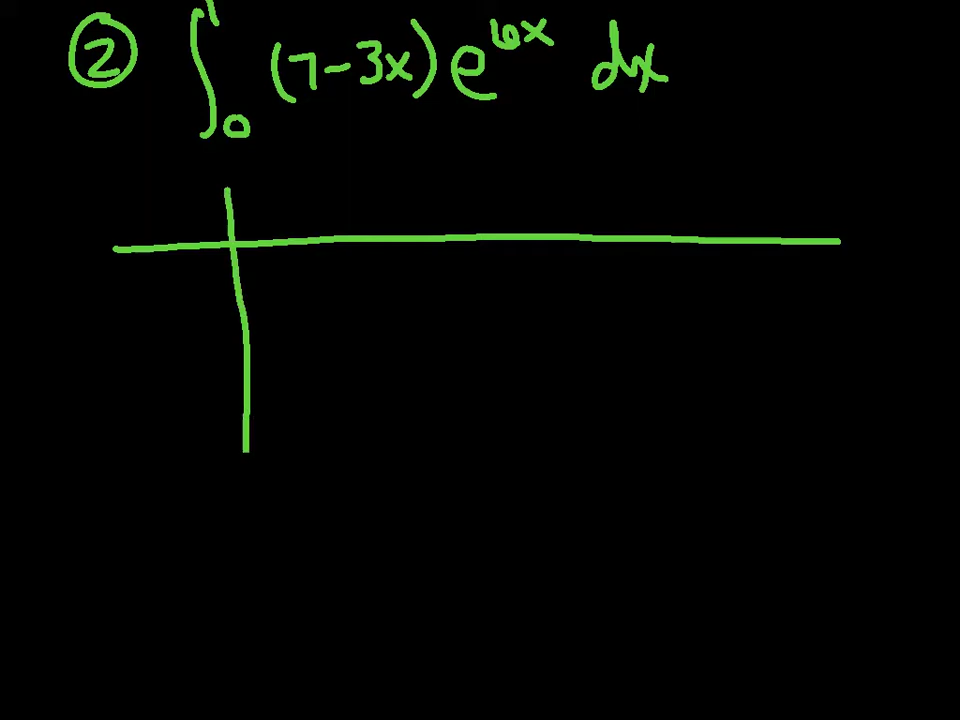 ② ∫₀¹ (7-3x) e^{6x} dx